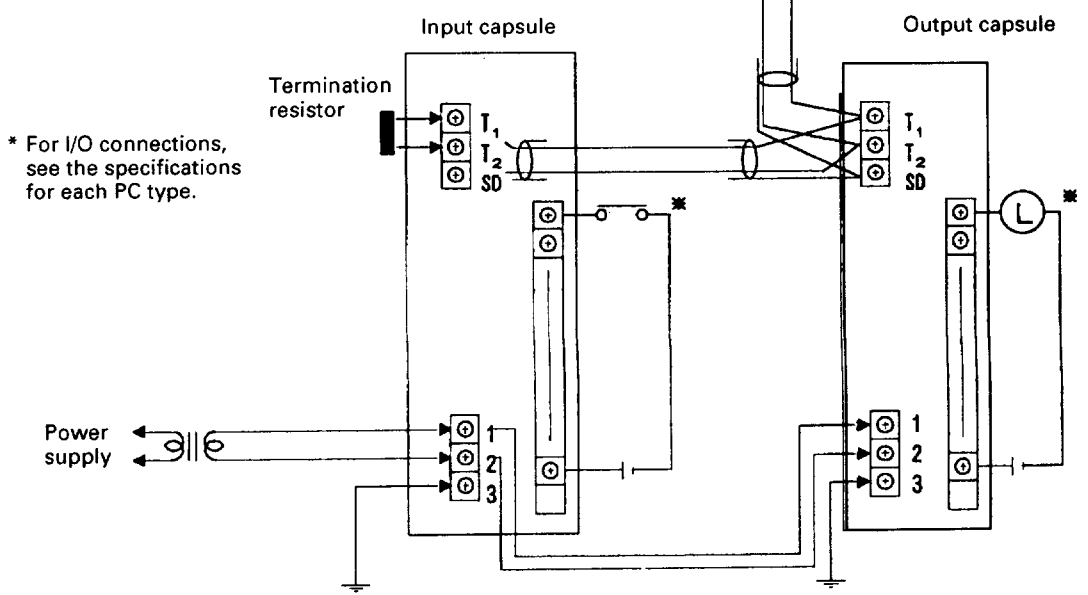 Input capsule
Output capsule
Termination
resistor
* For I/O connections,
see the specifications
for each PC type.
T1
T2
SD
T1
T2
SD
*
*
Power
supply
1
2
3
L
1
2
3